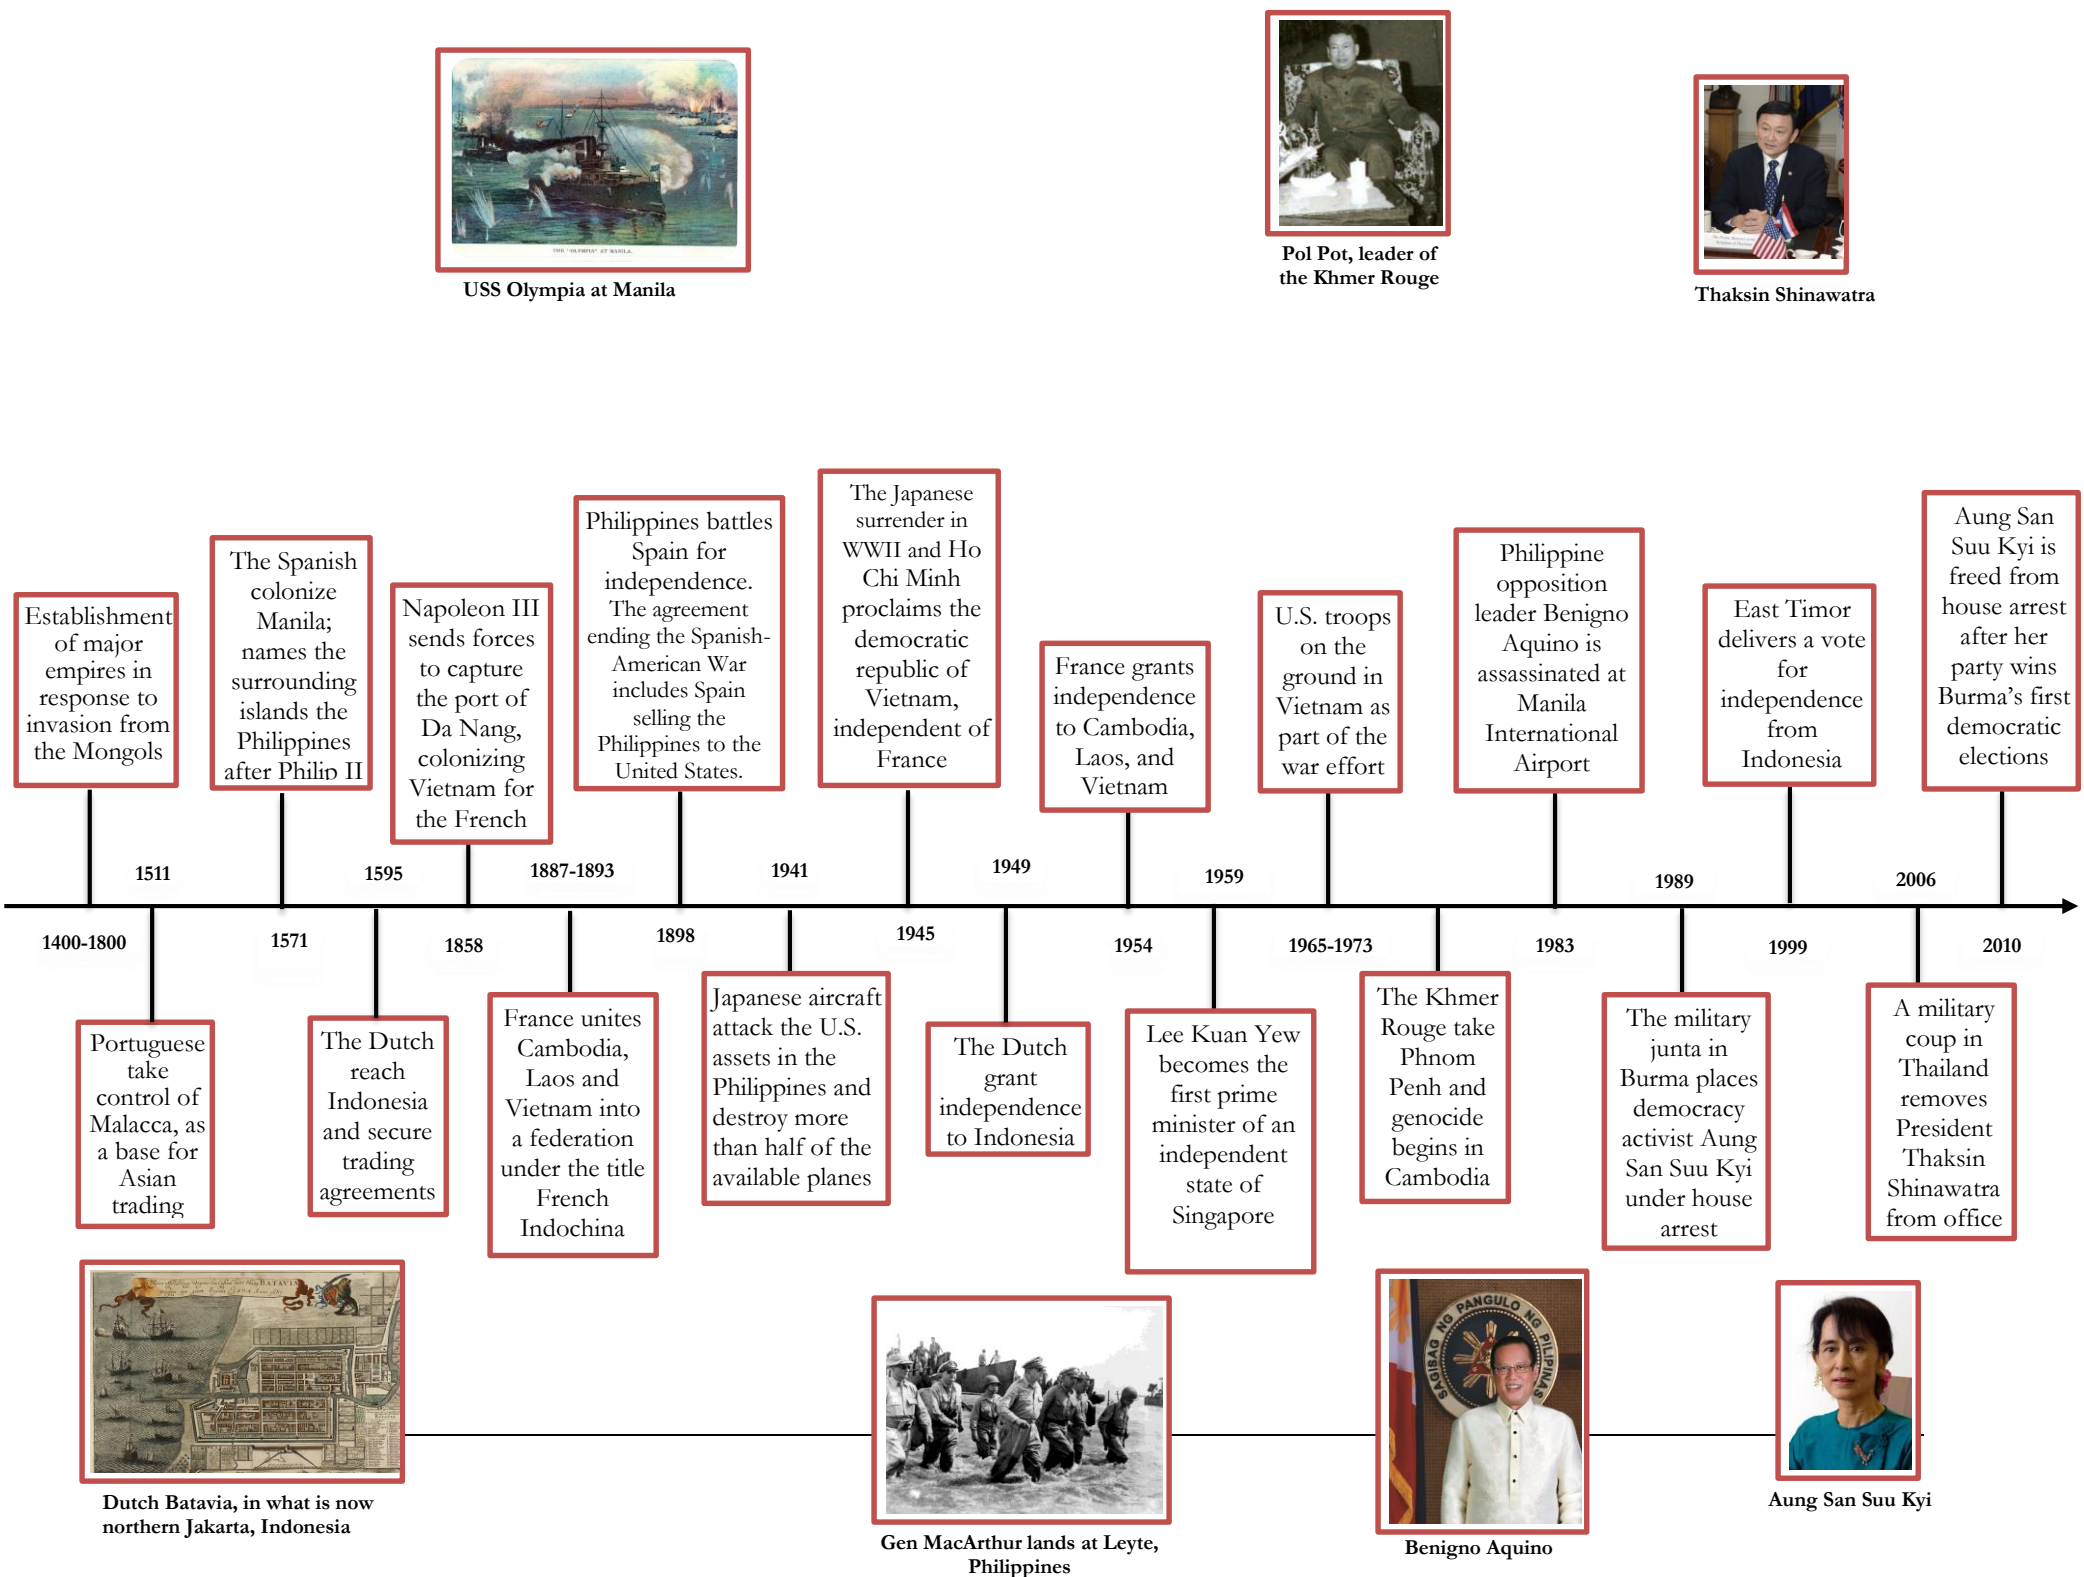 THE "OLYMPIA" AT MANILA.
USS Olympia at Manila
Pol Pot, leader of
the Khmer Rouge
Thaksin Shinawatra
Establishment
of major
empires in
response to
invasion from
the Mongols
The Spanish
colonize
Manila;
names the
surrounding
islands the
Philippines
after Philip II
Napoleon III
sends forces
to capture
the port of
Da Nang,
colonizing
Vietnam for
the French
Philippines battles
Spain for
independence.
The agreement
ending the Spanish-
American War
includes Spain
selling the
Philippines to the
United States.
The Japanese
surrender in
WWII and Ho
Chi Minh
proclaims the
democratic
republic of
Vietnam,
independent of
France
France grants
independence
to Cambodia,
Laos, and
Vietnam
U.S. troops
on the
ground in
Vietnam as
part of the
war effort
Philippine
opposition
leader Benigno
Aquino is
assassinated at
Manila
International
Airport
East Timor
delivers a vote
for
independence
from
Indonesia
Aung San
Suu Kyi is
freed from
house arrest
after her
party wins
Burma's first
democratic
elections
1511
1595
1887-1893
1941
1949
1959
1989
2006
1400-1800
1571
1858
1898
1945
1954
1965-1973
1983
1999
2010
Portuguese
take
control of
Malacca, as
a base for
Asian
trading
The Dutch
reach
Indonesia
and secure
trading
agreements
France unites
Cambodia,
Laos and
Vietnam into
a federation
under the title
French
Indochina
Japanese aircraft
attack the U.S.
assets in the
Philippines and
destroy more
than half of the
available planes
The Dutch
grant
independence
to Indonesia
Lee Kuan Yew
becomes the
first prime
minister of an
independent
state of
Singapore
The Khmer
Rouge take
Phnom
Penh and
genocide
begins in
Cambodia
The military
junta in
Burma places
democracy
activist Aung
San Suu Kyi
under house
arrest
A military
coup in
Thailand
removes
President
Thaksin
Shinawatra
from office
BATAVIA
Dutch Batavia, in what is now
northern Jakarta, Indonesia
Gen MacArthur lands at Leyte,
Philippines
SAGISAG NG PANGULO NG PILIPINAS
Benigno Aquino
Aung San Suu Kyi